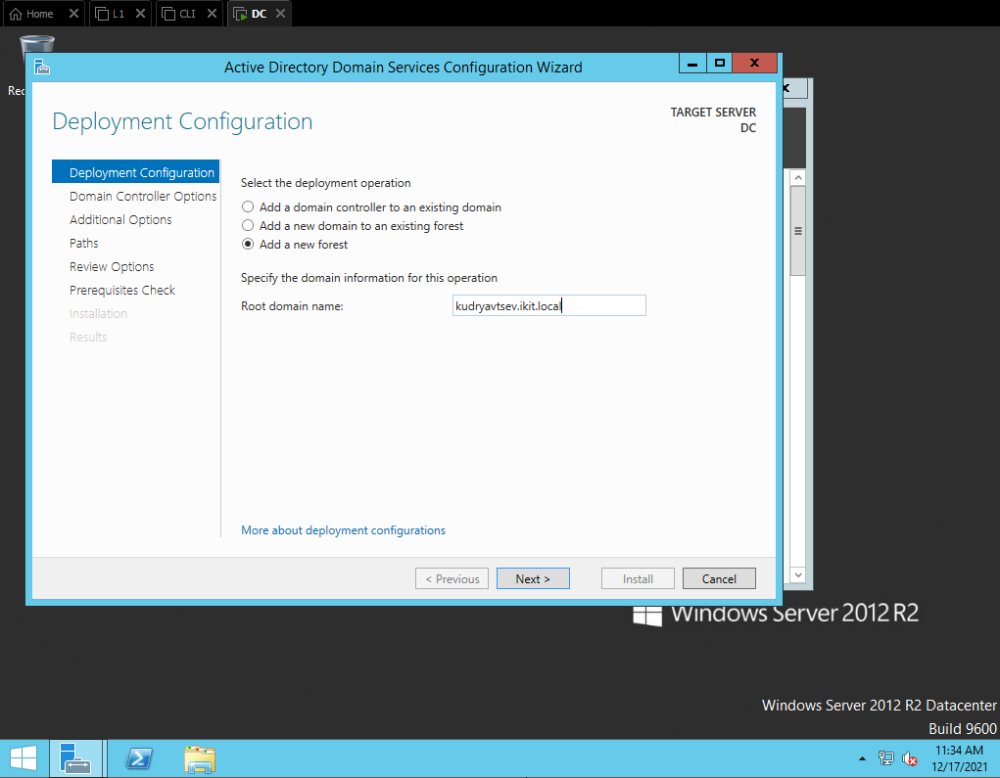 Home
L1
CLI
DC
Active Directory Domain Services Configuration Wizard
Deployment Configuration
TARGET SERVER
DC
Deployment Configuration
Domain Controller Options
Additional Options
Paths
Review Options
Prerequisites Check
Installation
Results
Select the deployment operation
Add a domain controller to an existing domain
Add a new domain to an existing forest
Add a new forest
Specify the domain information for this operation
Root domain name:
kudryavtsev.ikit.local
More about deployment configurations
< Previous
Next >
Install
Cancel
Windows Server 2012 R2
Windows Server 2012 R2 Datacenter
Build 9600
11:34 AM
12/17/2021